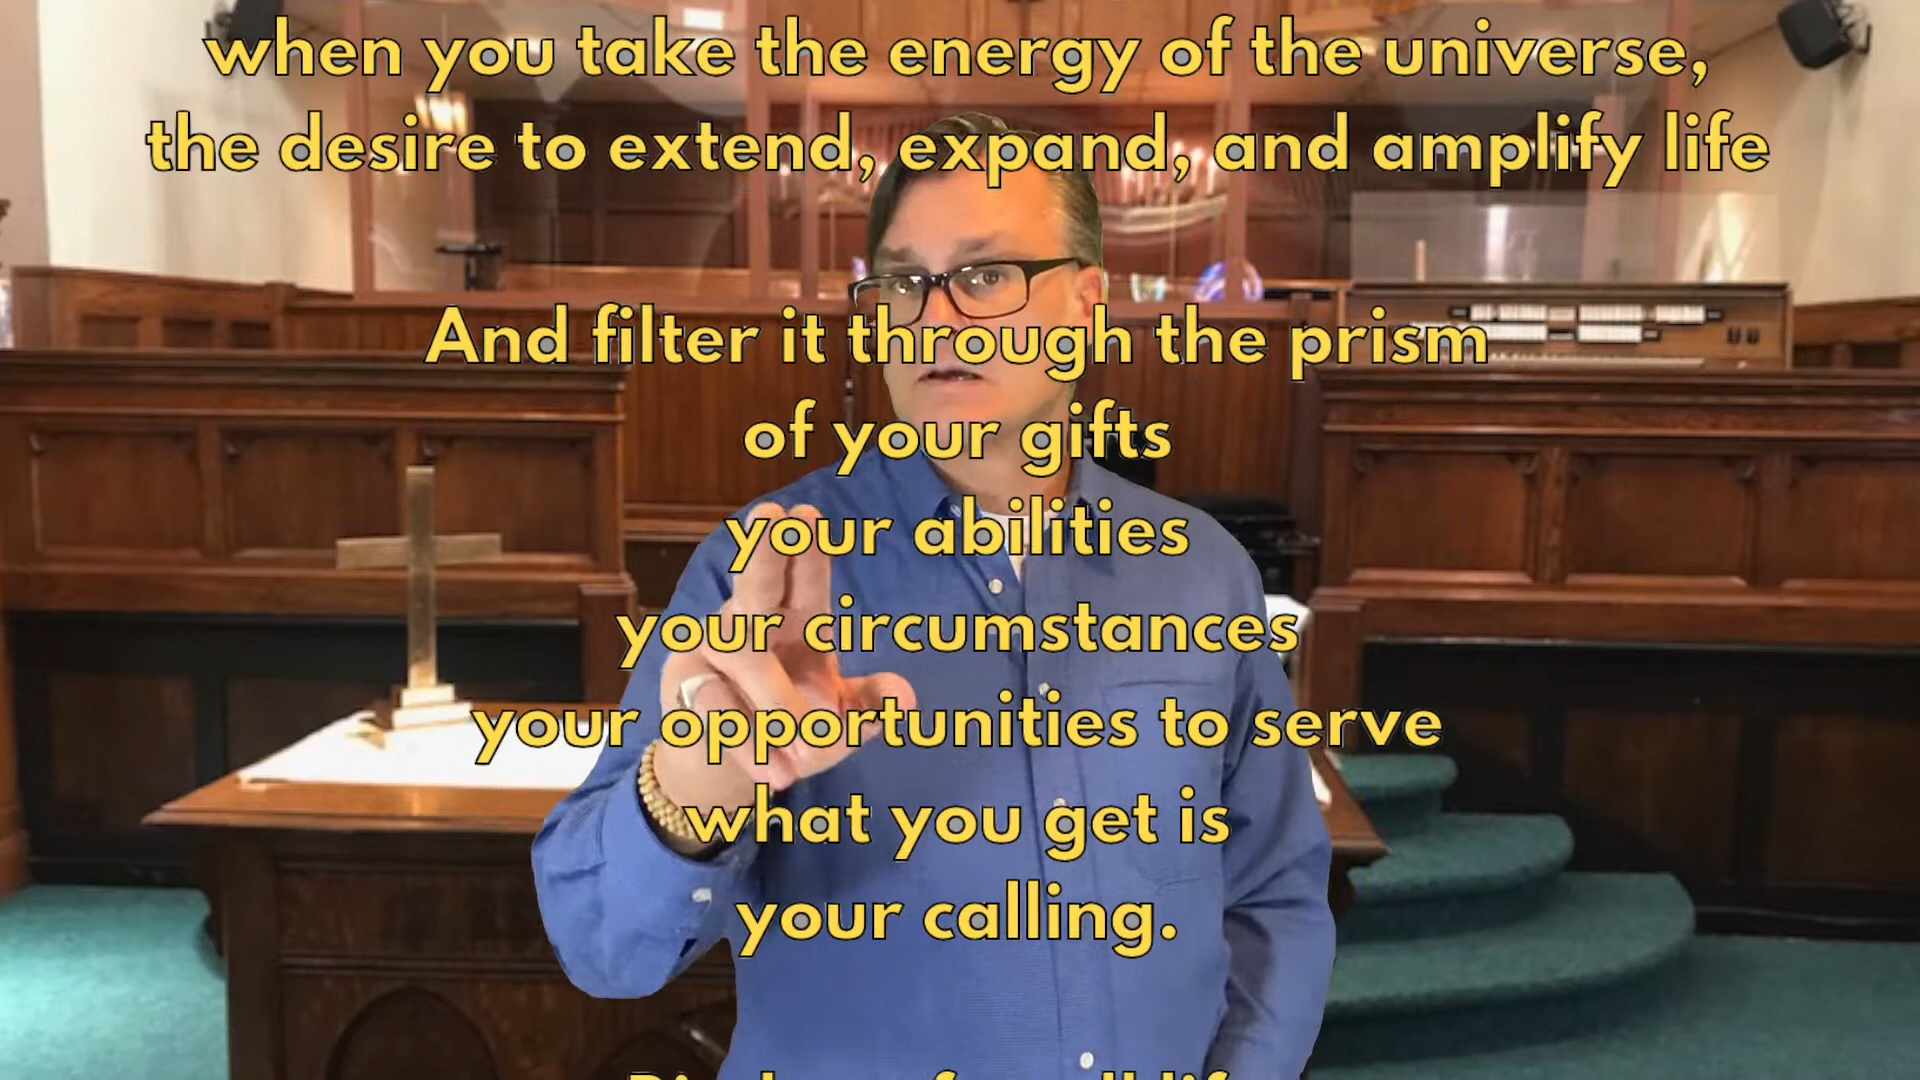 when you take the energy of the universe,
the desire to extend, expand, and amplify life
And filter it through the prism
of your gifts
your abilities
your circumstances
your opportunities to serve
what you get is
your calling.